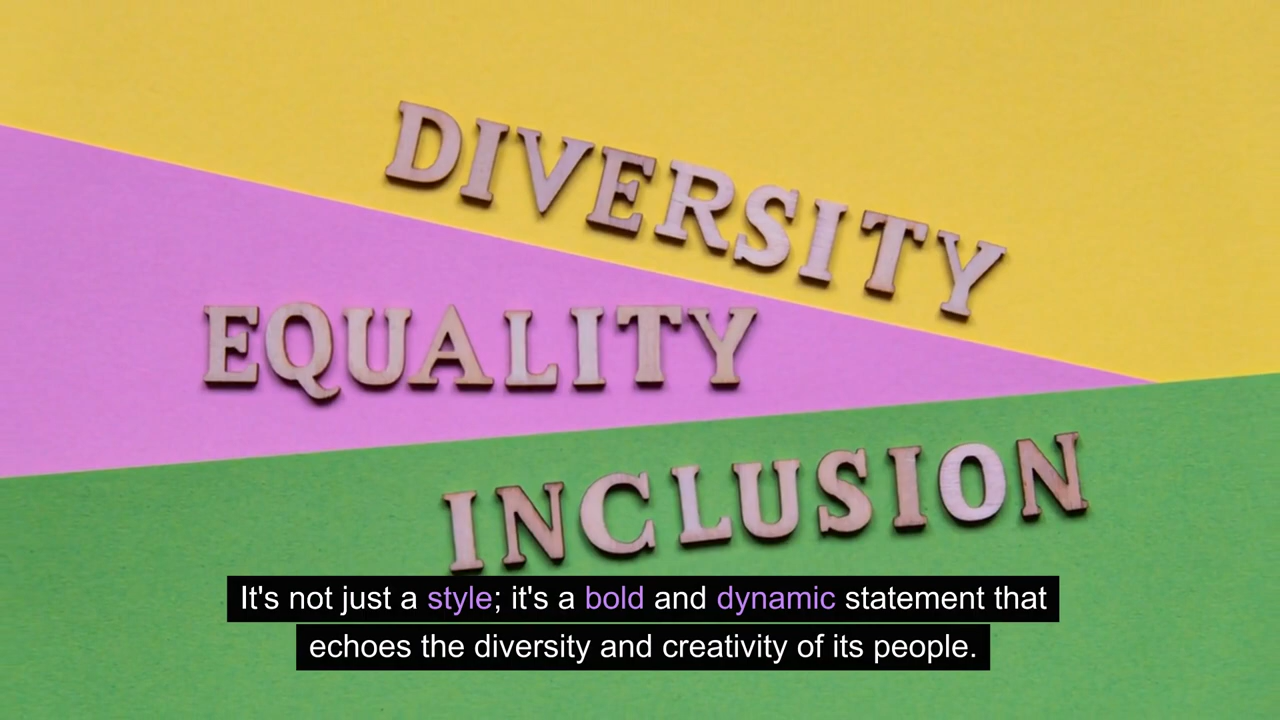 DIVERSITY
EQUALITY
INCLUSION
It's not just a style; it's a bold and dynamic statement that
echoes the diversity and creativity of its people.